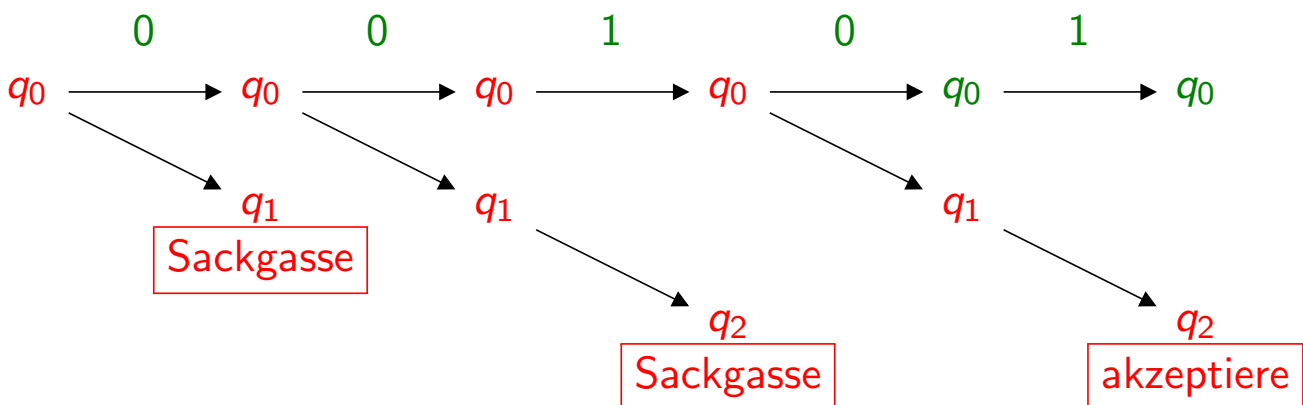 0 0 1 0 1
q0 q0 q0 q0 q0 q0
q1 q1 q1
Sackgasse
q2 q2
Sackgasse akzeptiere